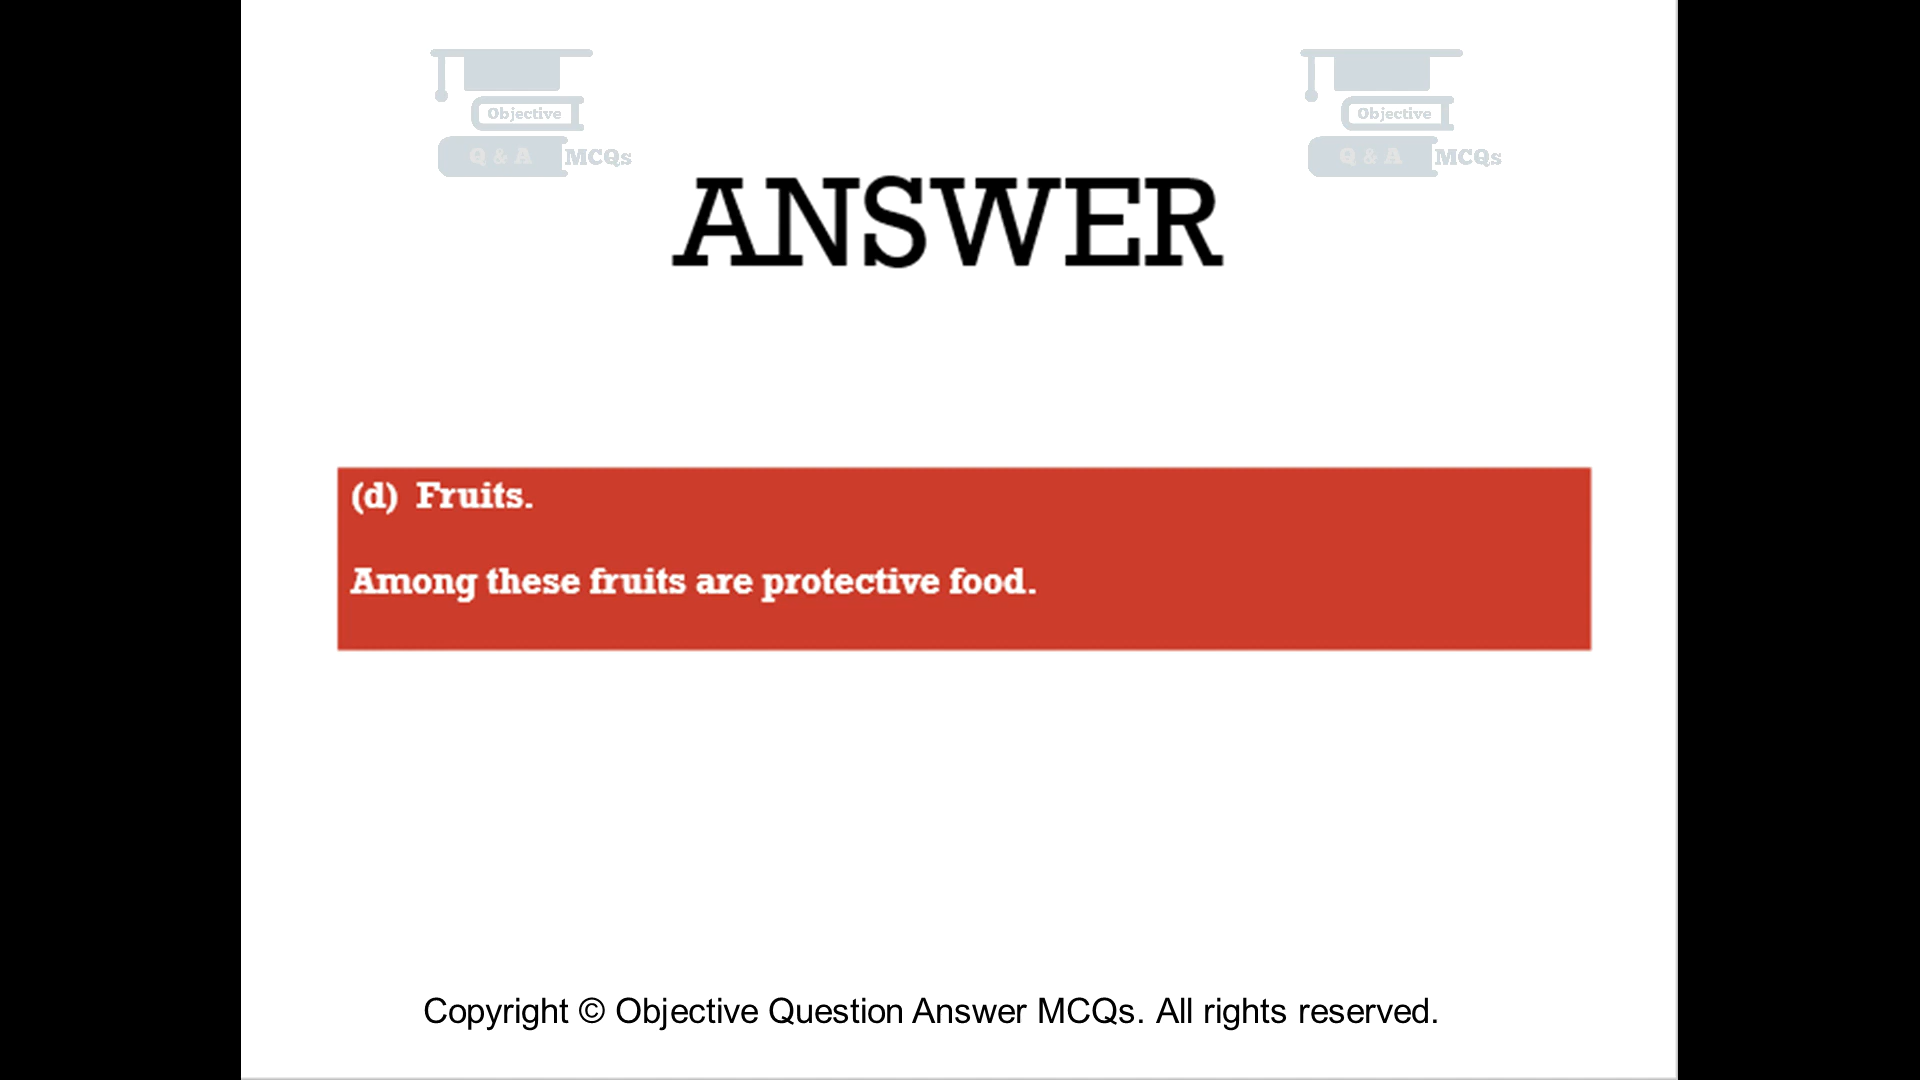 Objective
Q & A MCQs
Objective
Q & A MCQs
ANSWER
(d) Fruits.
Among these fruits are protective food.
Copyright © Objective Question Answer MCQs. All rights reserved.